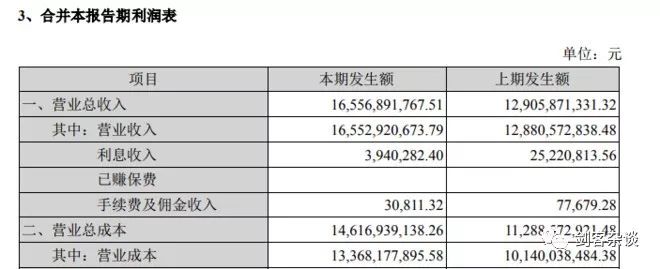 3、合并本报告期利润表
单位：元
项目 本期发生额 上期发生额
一、营业总收入 16,556,891,767.51 12,905,871,331.32
其中：营业收入 16,552,920,673.79 12,880,572,838.48
利息收入 3,940,282.40 25,220,813.56
已赚保费
手续费及佣金收入 30,811.32 77,679.28
二、营业总成本 14,616,939,138.26
其中：营业成本 13,368,177,895.58 10,140,038,484.38
剑客杂谈